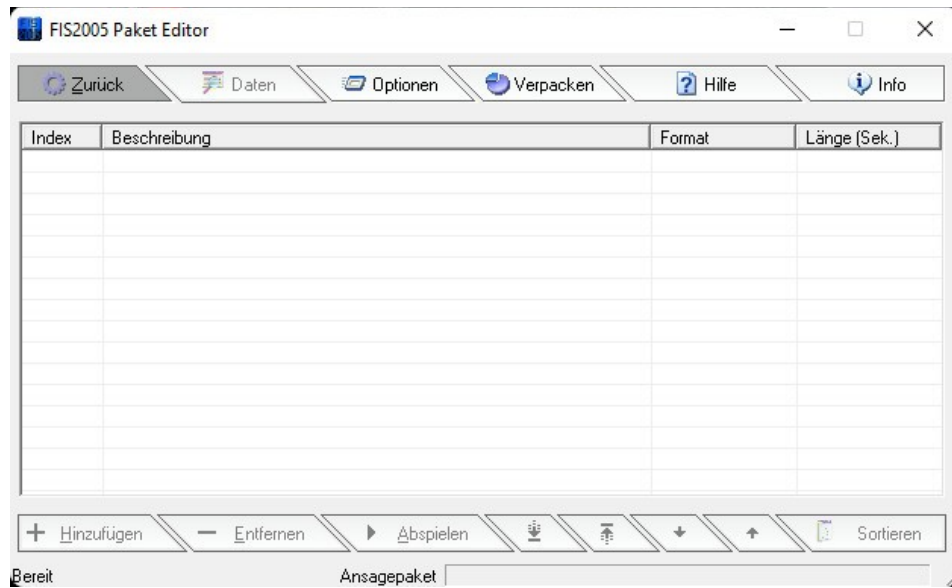 FIS2005 Paket Editor
Zurück Daten Optionen Verpacken Hilfe Info
Index Beschreibung Format Länge (Sek.)
Hinzufügen Entfernen Abspielen Sortieren
Bereit Ansagepaket